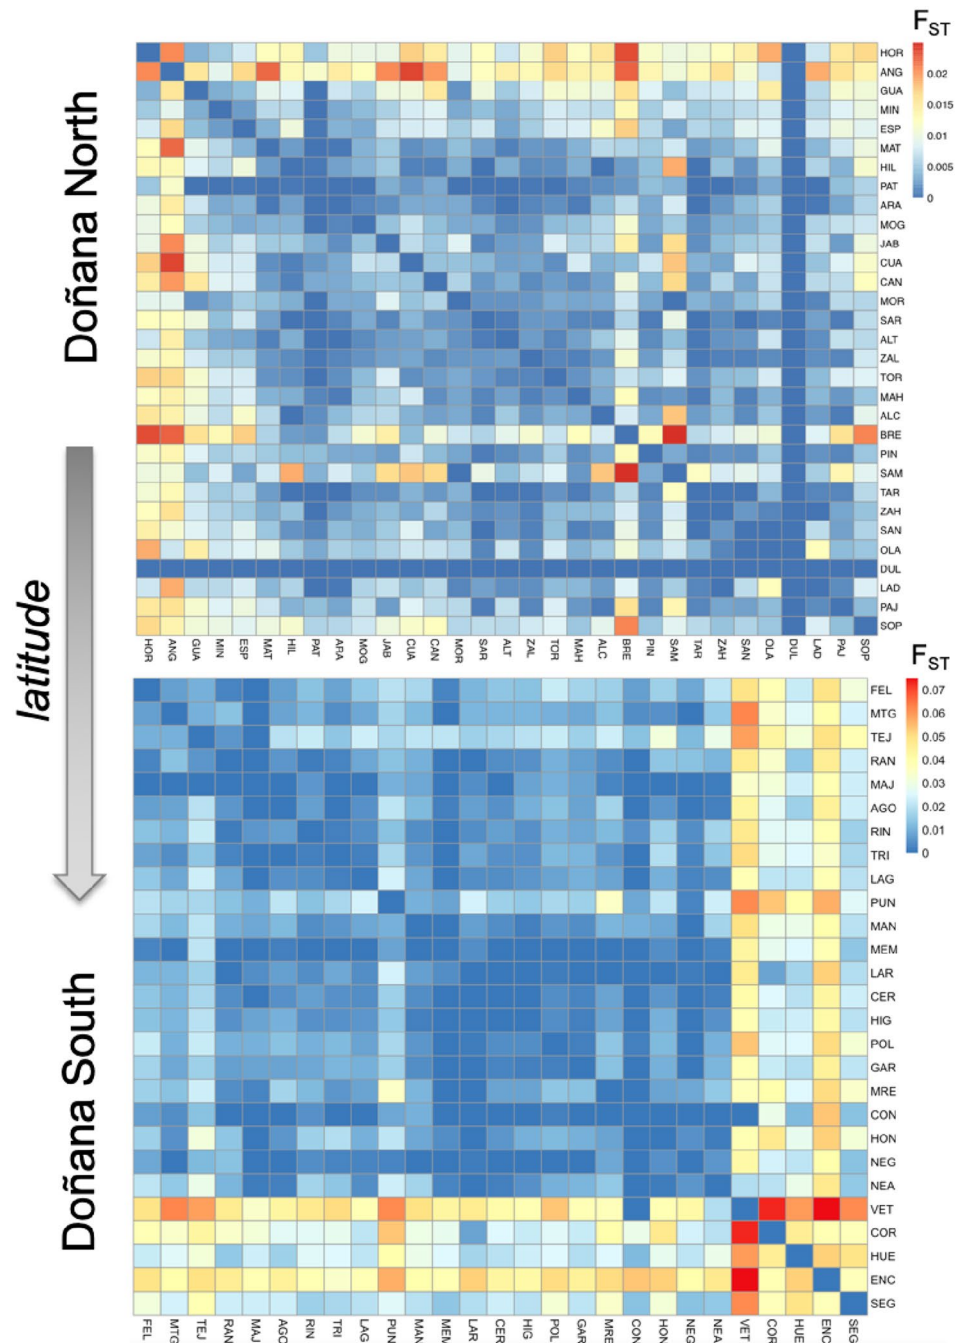 F_ST
Doñana North
HOR
ANG
GUA
MIN
ESP
MAT
HIL
PAT
ARA
MOG
JAB
CUA
CAN
MOR
SAR
ALT
ZAL
TOR
MAH
ALC
BRE
PIN
SAM
TAR
ZAH
SAN
OLA
DUL
LAD
PAJ
SOP
0.02
0.015
0.01
0.005
0
HOR ANG GUA MIN ESP MAT HIL PAT ARA MOG JAB CUA CAN MOR SAR ALT ZAL TOR MAH ALC BRE PIN SAM TAR ZAH SAN OLA DUL LAD PAJ SOP
latitude
F_ST
Doñana South
FEL
MTG
TEJ
RAN
MAJ
AGO
RIN
TRI
LAG
PUN
MAN
MEM
LAR
CER
HIG
POL
GAR
MRE
CON
HON
NEG
NEA
VET
COR
HUE
ENC
SEG
0.07
0.06
0.05
0.04
0.03
0.02
0.01
0
FEL MTG TEJ RAN MAJ AGO RIN TRI LAG PUN MAN MEM LAR CER HIG POL GAR MRE CON HON NEG NEA VET COR HUE ENC SEG